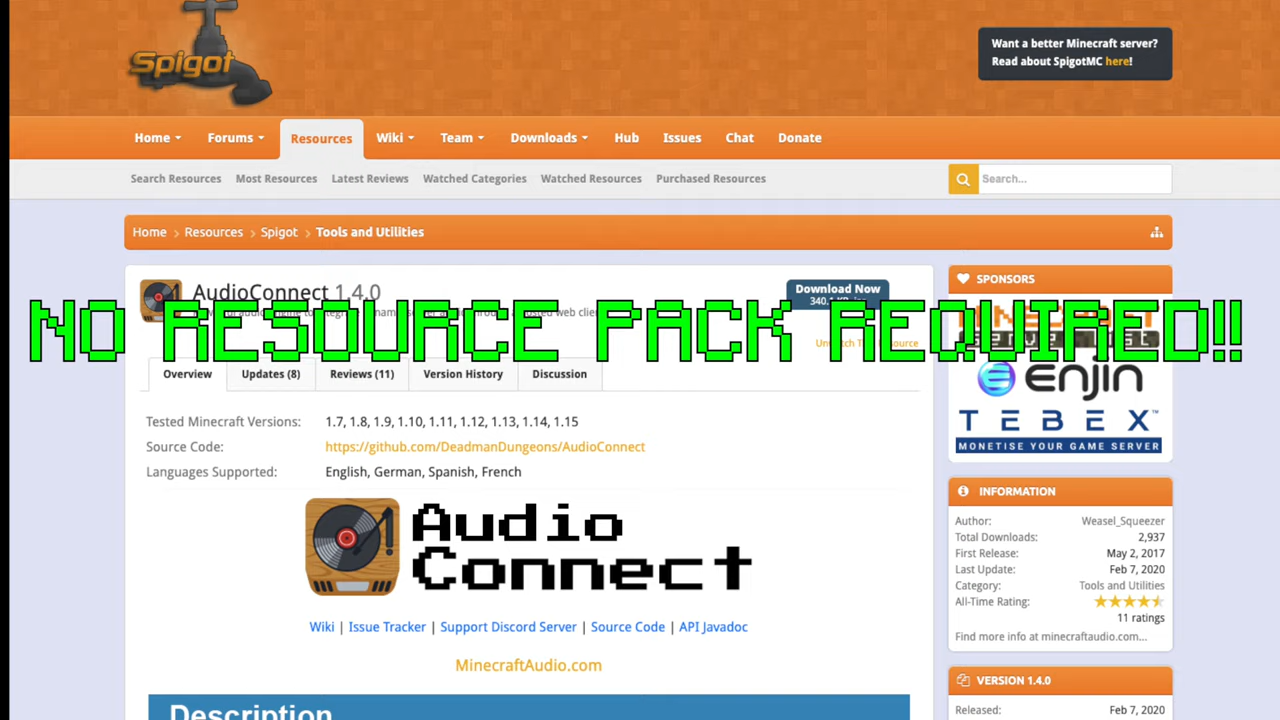 Spigot
Want a better Minecraft server?
Read about SpigotMC here!
Home Forums Resources Wiki Team Downloads Hub Issues Chat Donate
Search Resources Most Resources Latest Reviews Watched Categories Watched Resources Purchased Resources
Search...
Home > Resources > Spigot > Tools and Utilities
AudioConnect 1.4.0
Download Now
NO RESOURCE PACK REQUIRED!!
Overview Updates (8) Reviews (11) Version History Discussion
Tested Minecraft Versions: 1.7, 1.8, 1.9, 1.10, 1.11, 1.12, 1.13, 1.14, 1.15
Source Code: https://github.com/DeadmanDungeons/AudioConnect
Languages Supported: English, German, Spanish, French
Audio
Connect
Wiki | Issue Tracker | Support Discord Server | Source Code | API Javadoc
MinecraftAudio.com
Description
SPONSORS
enjin
TEBEX™
MONETISE YOUR GAME SERVER
INFORMATION
Author: Weasel_Squeezer
Total Downloads: 2,937
First Release: May 2, 2017
Last Update: Feb 7, 2020
Category: Tools and Utilities
All-Time Rating:
11 ratings
Find more info at minecraftaudio.com...
VERSION 1.4.0
Released: Feb 7, 2020